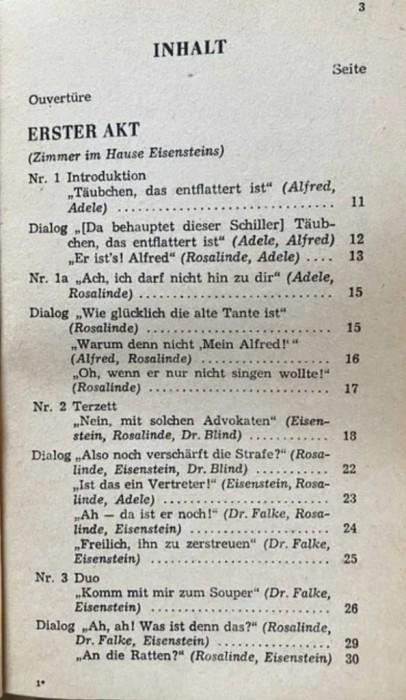 3
INHALT
Seite
Ouvertüre
ERSTER AKT
(Zimmer im Hause Eisensteins)
Nr. 1 Introduktion
„Täubchen, das entflattert ist“ (Alfred,
Adele) .............................. 11
Dialog „[Da behauptet dieser Schiller] Täub-
chen, das entflattert ist“ (Adele, Alfred) 12
„Er ist's! Alfred“ (Rosalinde, Adele) .... 13
Nr. 1a „Ach, ich darf nicht hin zu dir“ (Adele,
Rosalinde) ........................... 15
Dialog „Wie glücklich die alte Tante ist“
(Rosalinde) .......................... 15
„Warum denn nicht ‚Mein Alfred!‘“
(Alfred, Rosalinde) ................... 16
„Oh, wenn er nur nicht singen wollte!“
(Rosalinde) .......................... 17
Nr. 2 Terzett
„Nein, mit solchen Advokaten“ (Eisen-
stein, Rosalinde, Dr. Blind) ........... 18
Dialog „Also noch verschärft die Strafe?“ (Rosa-
linde, Eisenstein, Dr. Blind) .......... 22
„Ist das ein Vertreter!“ (Eisenstein, Rosa-
linde, Adele) ........................ 23
„Ah — da ist er noch!“ (Dr. Falke, Rosa-
linde, Eisenstein) .................... 24
„Freilich, ihn zu zerstreuen“ (Dr. Falke,
Eisenstein) .......................... 25
Nr. 3 Duo
„Komm mit mir zum Souper“ (Dr. Falke,
Eisenstein) .......................... 26
Dialog „Ah, ah! Was ist denn das?“ (Rosalinde,
Dr. Falke, Eisenstein) ............... 29
„An die Ratten?“ (Rosalinde, Eisenstein) 30
1*